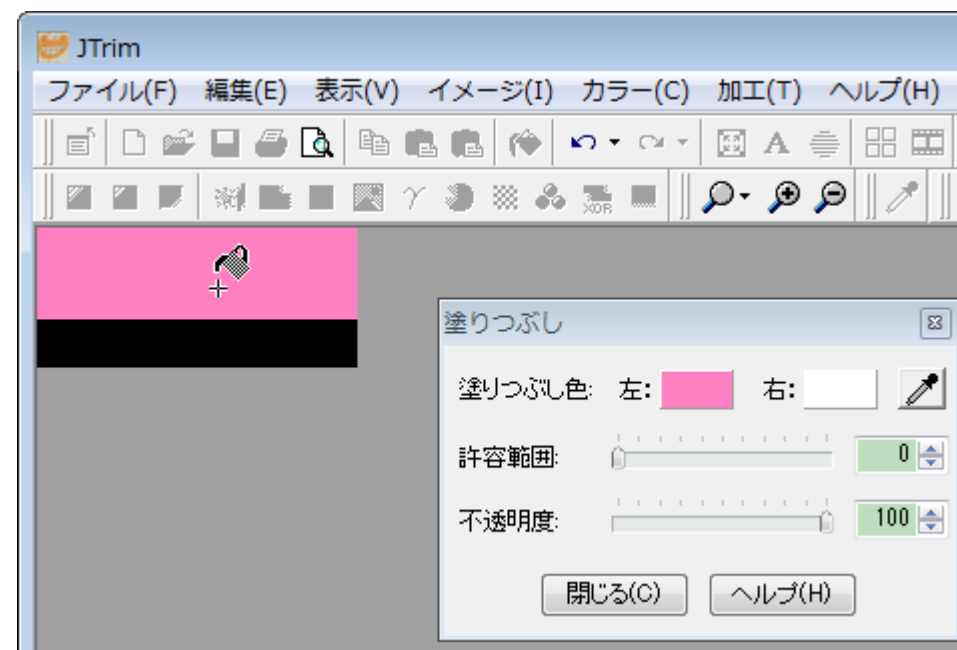 JTrim
ファイル(F) 編集(E) 表示(V) イメージ(I) カラー(C) 加工(T) ヘルプ(H)
A
γ XOR
塗りつぶし
塗りつぶし色: 左: 右:
許容範囲: 0
不透明度: 100
閉じる(C) ヘルプ(H)